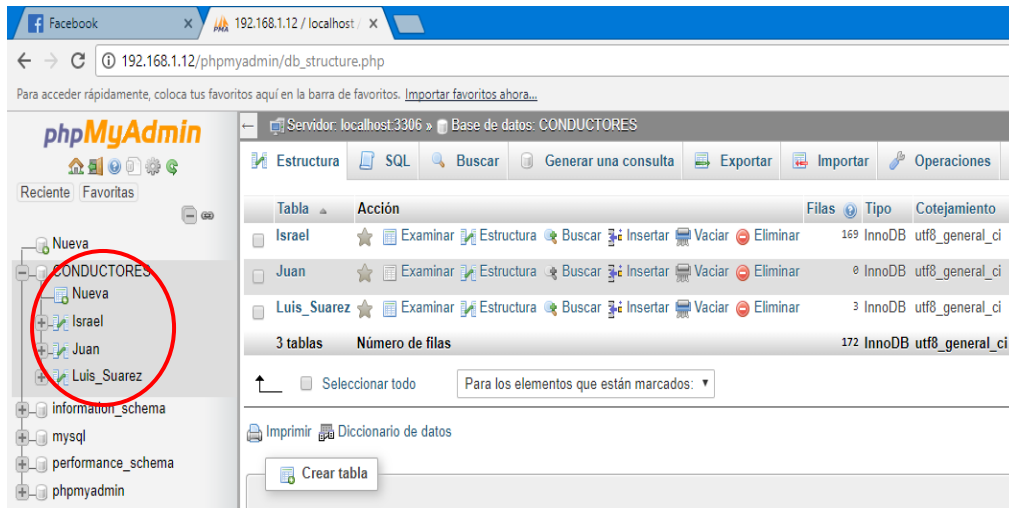 Facebook
192.168.1.12 / localhost /
192.168.1.12/phpmyadmin/db_structure.php
Para acceder rápidamente, coloca tus favoritos aquí en la barra de favoritos. Importar favoritos ahora...
phpMyAdmin
Reciente Favoritas
Nueva
CONDUCTORES
Nueva
Israel
Juan
Luis_Suarez
information_schema
mysql
performance_schema
phpmyadmin
Servidor: localhost:3306 » Base de datos: CONDUCTORES
Estructura SQL Buscar Generar una consulta Exportar Importar Operaciones
Tabla Acción Filas Tipo Cotejamiento
Israel Examinar Estructura Buscar Insertar Vaciar Eliminar 169 InnoDB utf8_general_ci
Juan Examinar Estructura Buscar Insertar Vaciar Eliminar 0 InnoDB utf8_general_ci
Luis_Suarez Examinar Estructura Buscar Insertar Vaciar Eliminar 3 InnoDB utf8_general_ci
3 tablas Número de filas 172 InnoDB utf8_general_ci
Seleccionar todo Para los elementos que están marcados:
Imprimir Diccionario de datos
Crear tabla